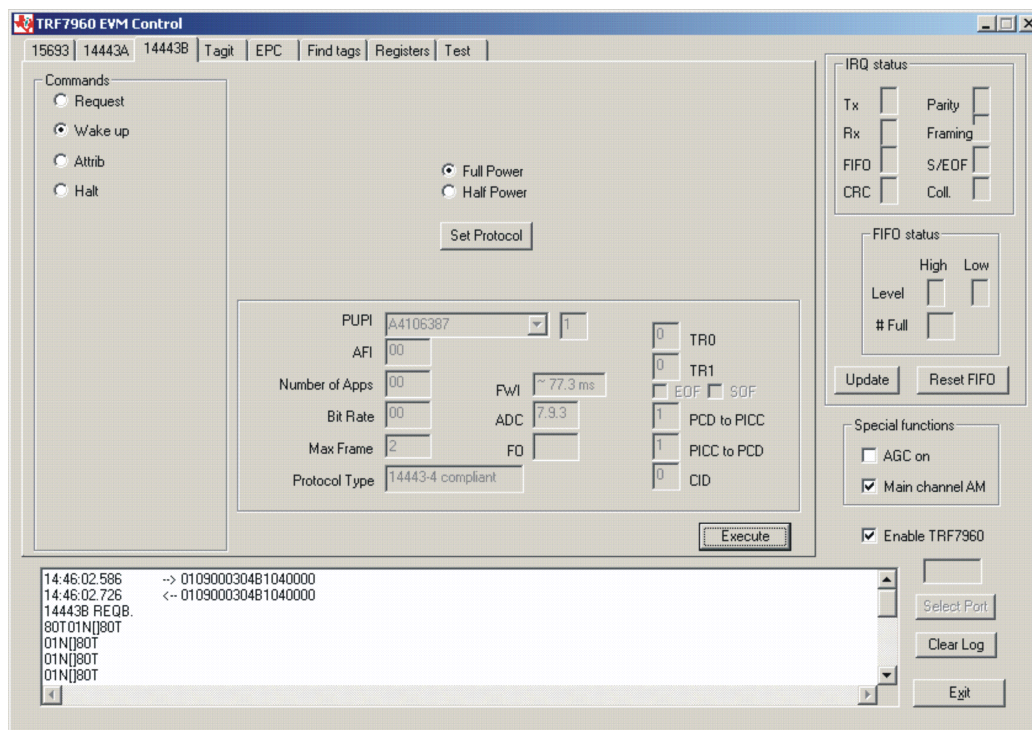 TRF7960 EVM Control
15693 14443A 14443B Tagit EPC Find tags Registers Test
Commands
Request
Wake up
Attrib
Halt
Full Power
Half Power
Set Protocol
PUPI A4106387 1
AFI 00
Number of Apps 00
Bit Rate 00
Max Frame 2
Protocol Type 14443-4 compliant
FWI ~ 77.3 ms
ADC 7.9.3
FO
0 TR0
0 TR1
EOF SOF
1 PCD to PICC
1 PICC to PCD
0 CID
Execute
IRQ status
Tx Parity
Rx Framing
FIFO S/EOF
CRC Coll.
FIFO status
High Low
Level
# Full
Update Reset FIFO
Special functions
AGC on
Main channel AM
Enable TRF7960
Select Port
Clear Log
Exit
14:46:02.586 --> 0109000304B1040000
14:46:02.726 <-- 0109000304B1040000
14443B REQB.
80T01N[]80T
01N[]80T
01N[]80T
01N[]80T